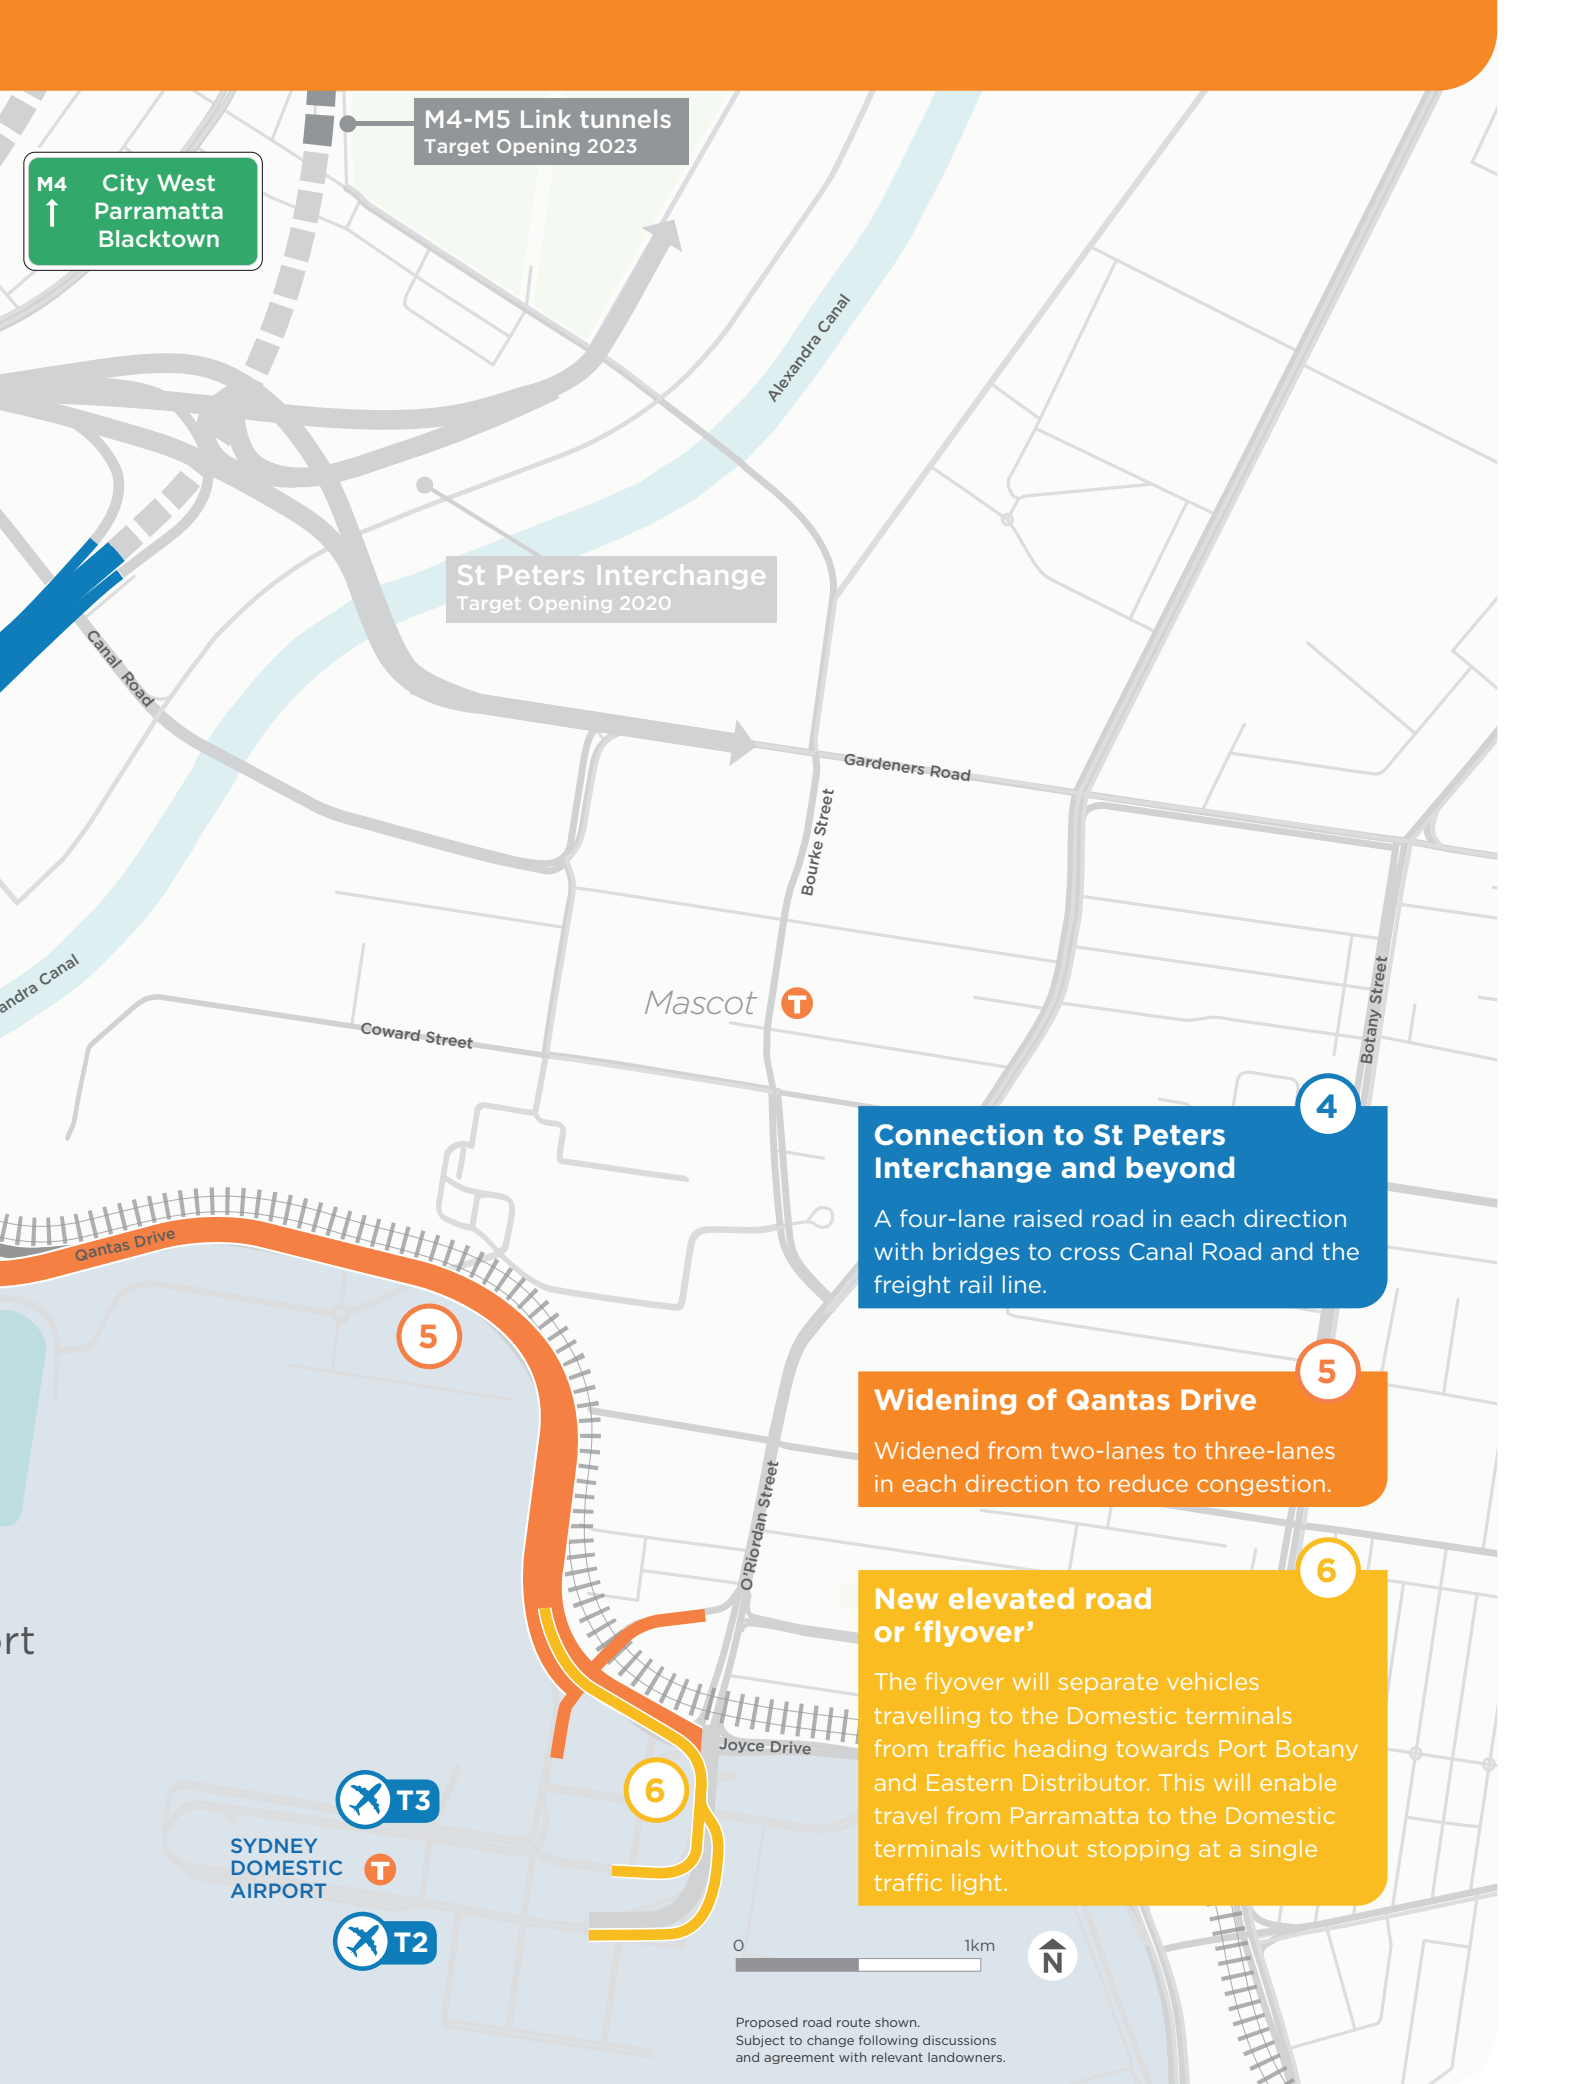 M4-M5 Link tunnels
Target Opening 2023
M4
City West
Parramatta
Blacktown
Alexandra Canal
St Peters Interchange
Target Opening 2020
Canal Road
Gardeners Road
Bourke Street
andra Canal
Mascot T
Botany Street
Coward Street
4
Connection to St Peters
Interchange and beyond
A four-lane raised road in each direction
with bridges to cross Canal Road and the
freight rail line.
Qantas Drive
5
5
Widening of Qantas Drive
Widened from two-lanes to three-lanes
in each direction to reduce congestion.
O'Riordan Street
6
New elevated road
or ‘flyover’
The flyover will separate vehicles
travelling to the Domestic terminals
from traffic heading towards Port Botany
and Eastern Distributor. This will enable
travel from Parramatta to the Domestic
terminals without stopping at a single
traffic light.
ort
Joyce Drive
6
T3
SYDNEY
DOMESTIC
AIRPORT
T
T2
0 1km
N
Proposed road route shown.
Subject to change following discussions
and agreement with relevant landowners.